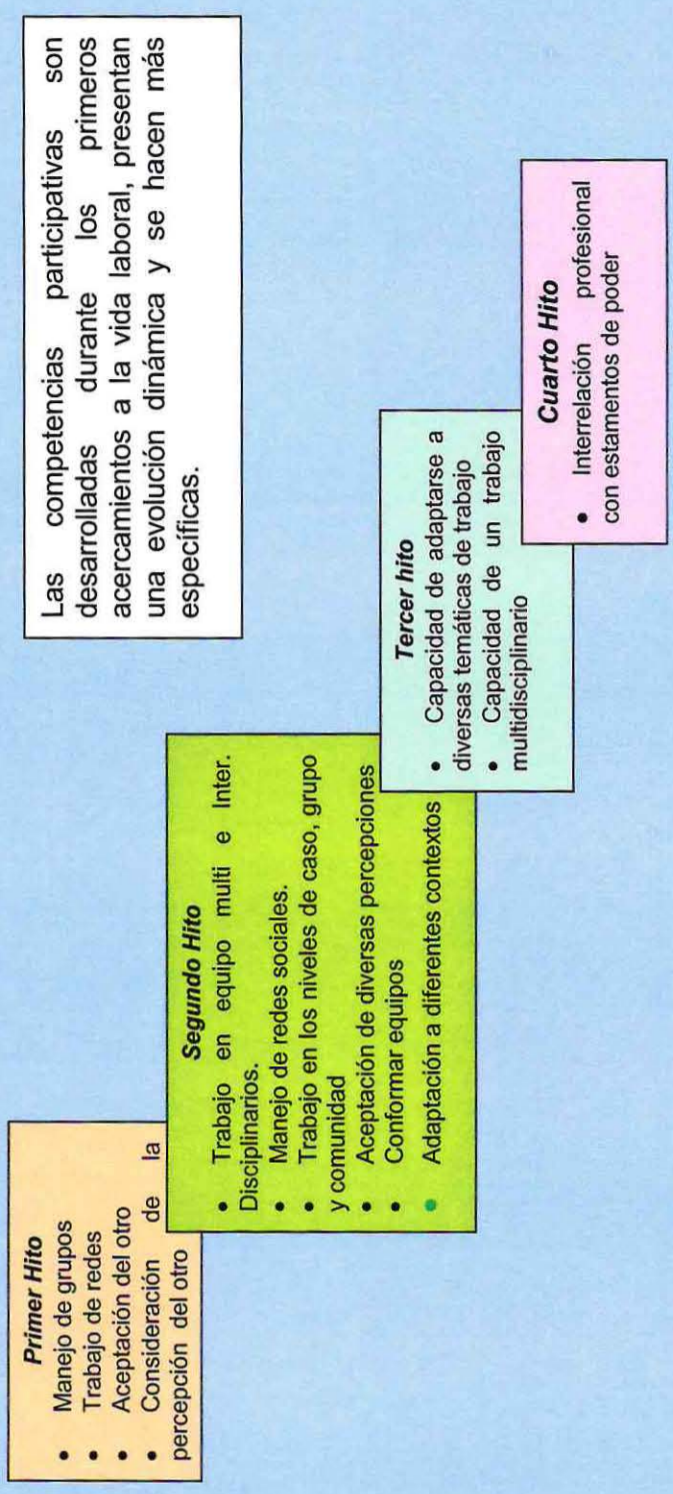 Primer Hito
• Manejo de grupos
• Trabajo de redes
• Aceptación del otro
• Consideración de la
percepción del otro
Segundo Hito
• Trabajo en equipo multi e Inter.
Disciplinarios.
• Manejo de redes sociales.
• Trabajo en los niveles de caso, grupo
y comunidad
• Aceptación de diversas percepciones
• Conformar equipos
• Adaptación a diferentes contextos
Tercer hito
• Capacidad de adaptarse a
diversas temáticas de trabajo
• Capacidad de un trabajo
multidisciplinario
Cuarto Hito
• Interrelación profesional
con estamentos de poder
Las competencias participativas son
desarrolladas durante los primeros
acercamientos a la vida laboral, presentan
una evolución dinámica y se hacen más
específicas.